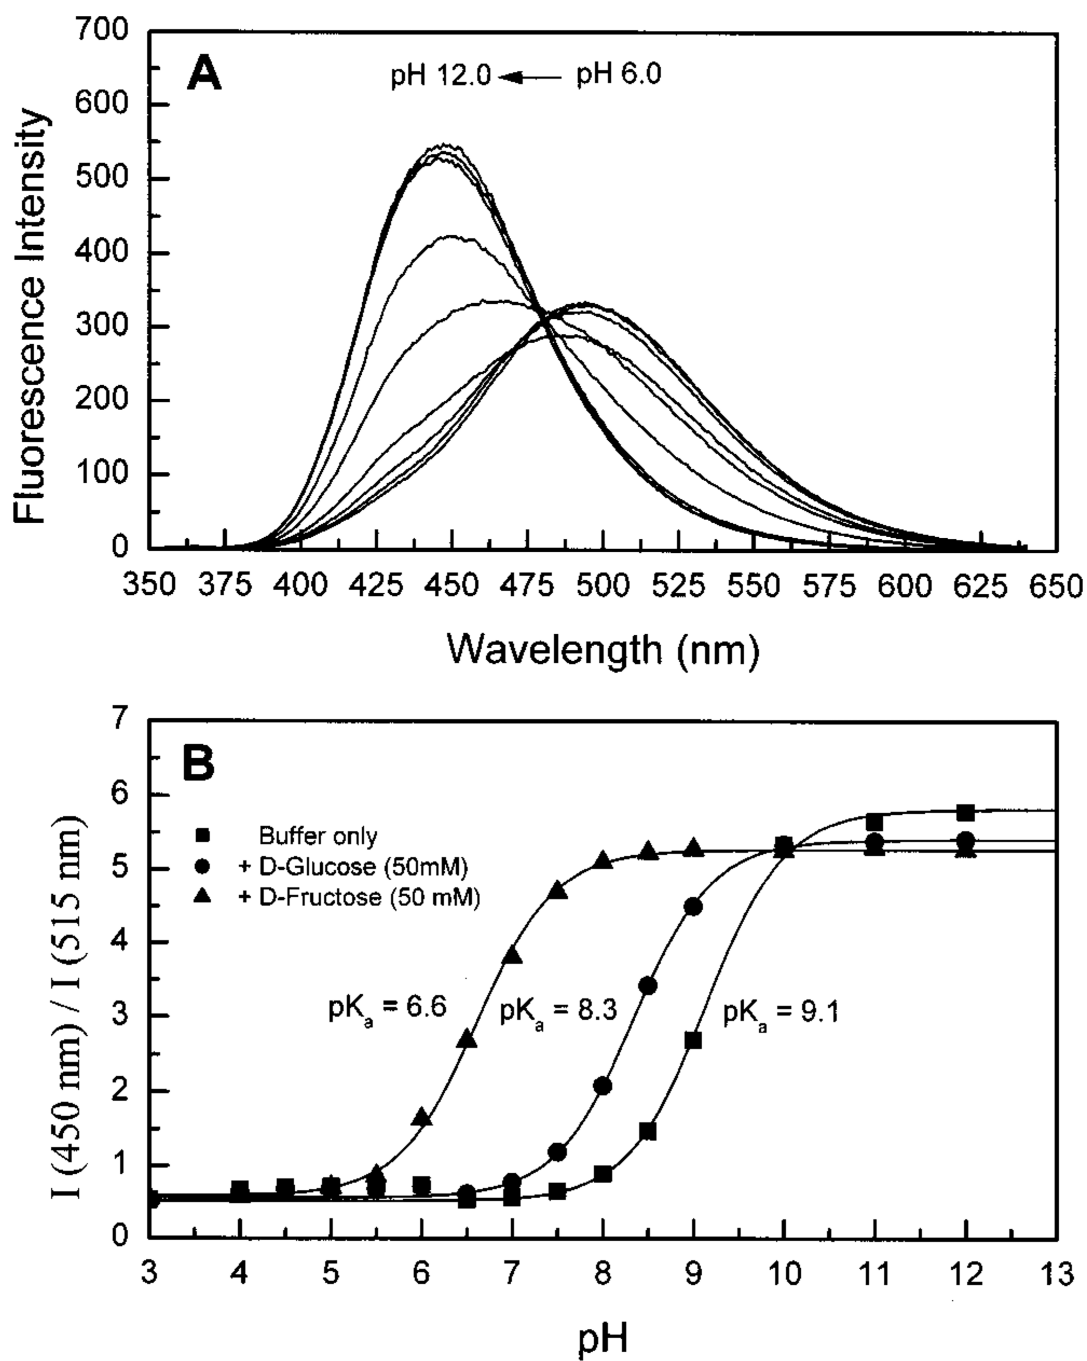 A
pH 12.0 ← pH 6.0
Fluorescence Intensity
700
600
500
400
300
200
100
0
350 375 400 425 450 475 500 525 550 575 600 625 650
Wavelength (nm)
B
Buffer only
+ D-Glucose (50mM)
+ D-Fructose (50 mM)
I (450 nm) / I (515 nm)
7
6
5
4
3
2
1
0
pKa = 6.6 pKa = 8.3 pKa = 9.1
3 4 5 6 7 8 9 10 11 12 13
pH